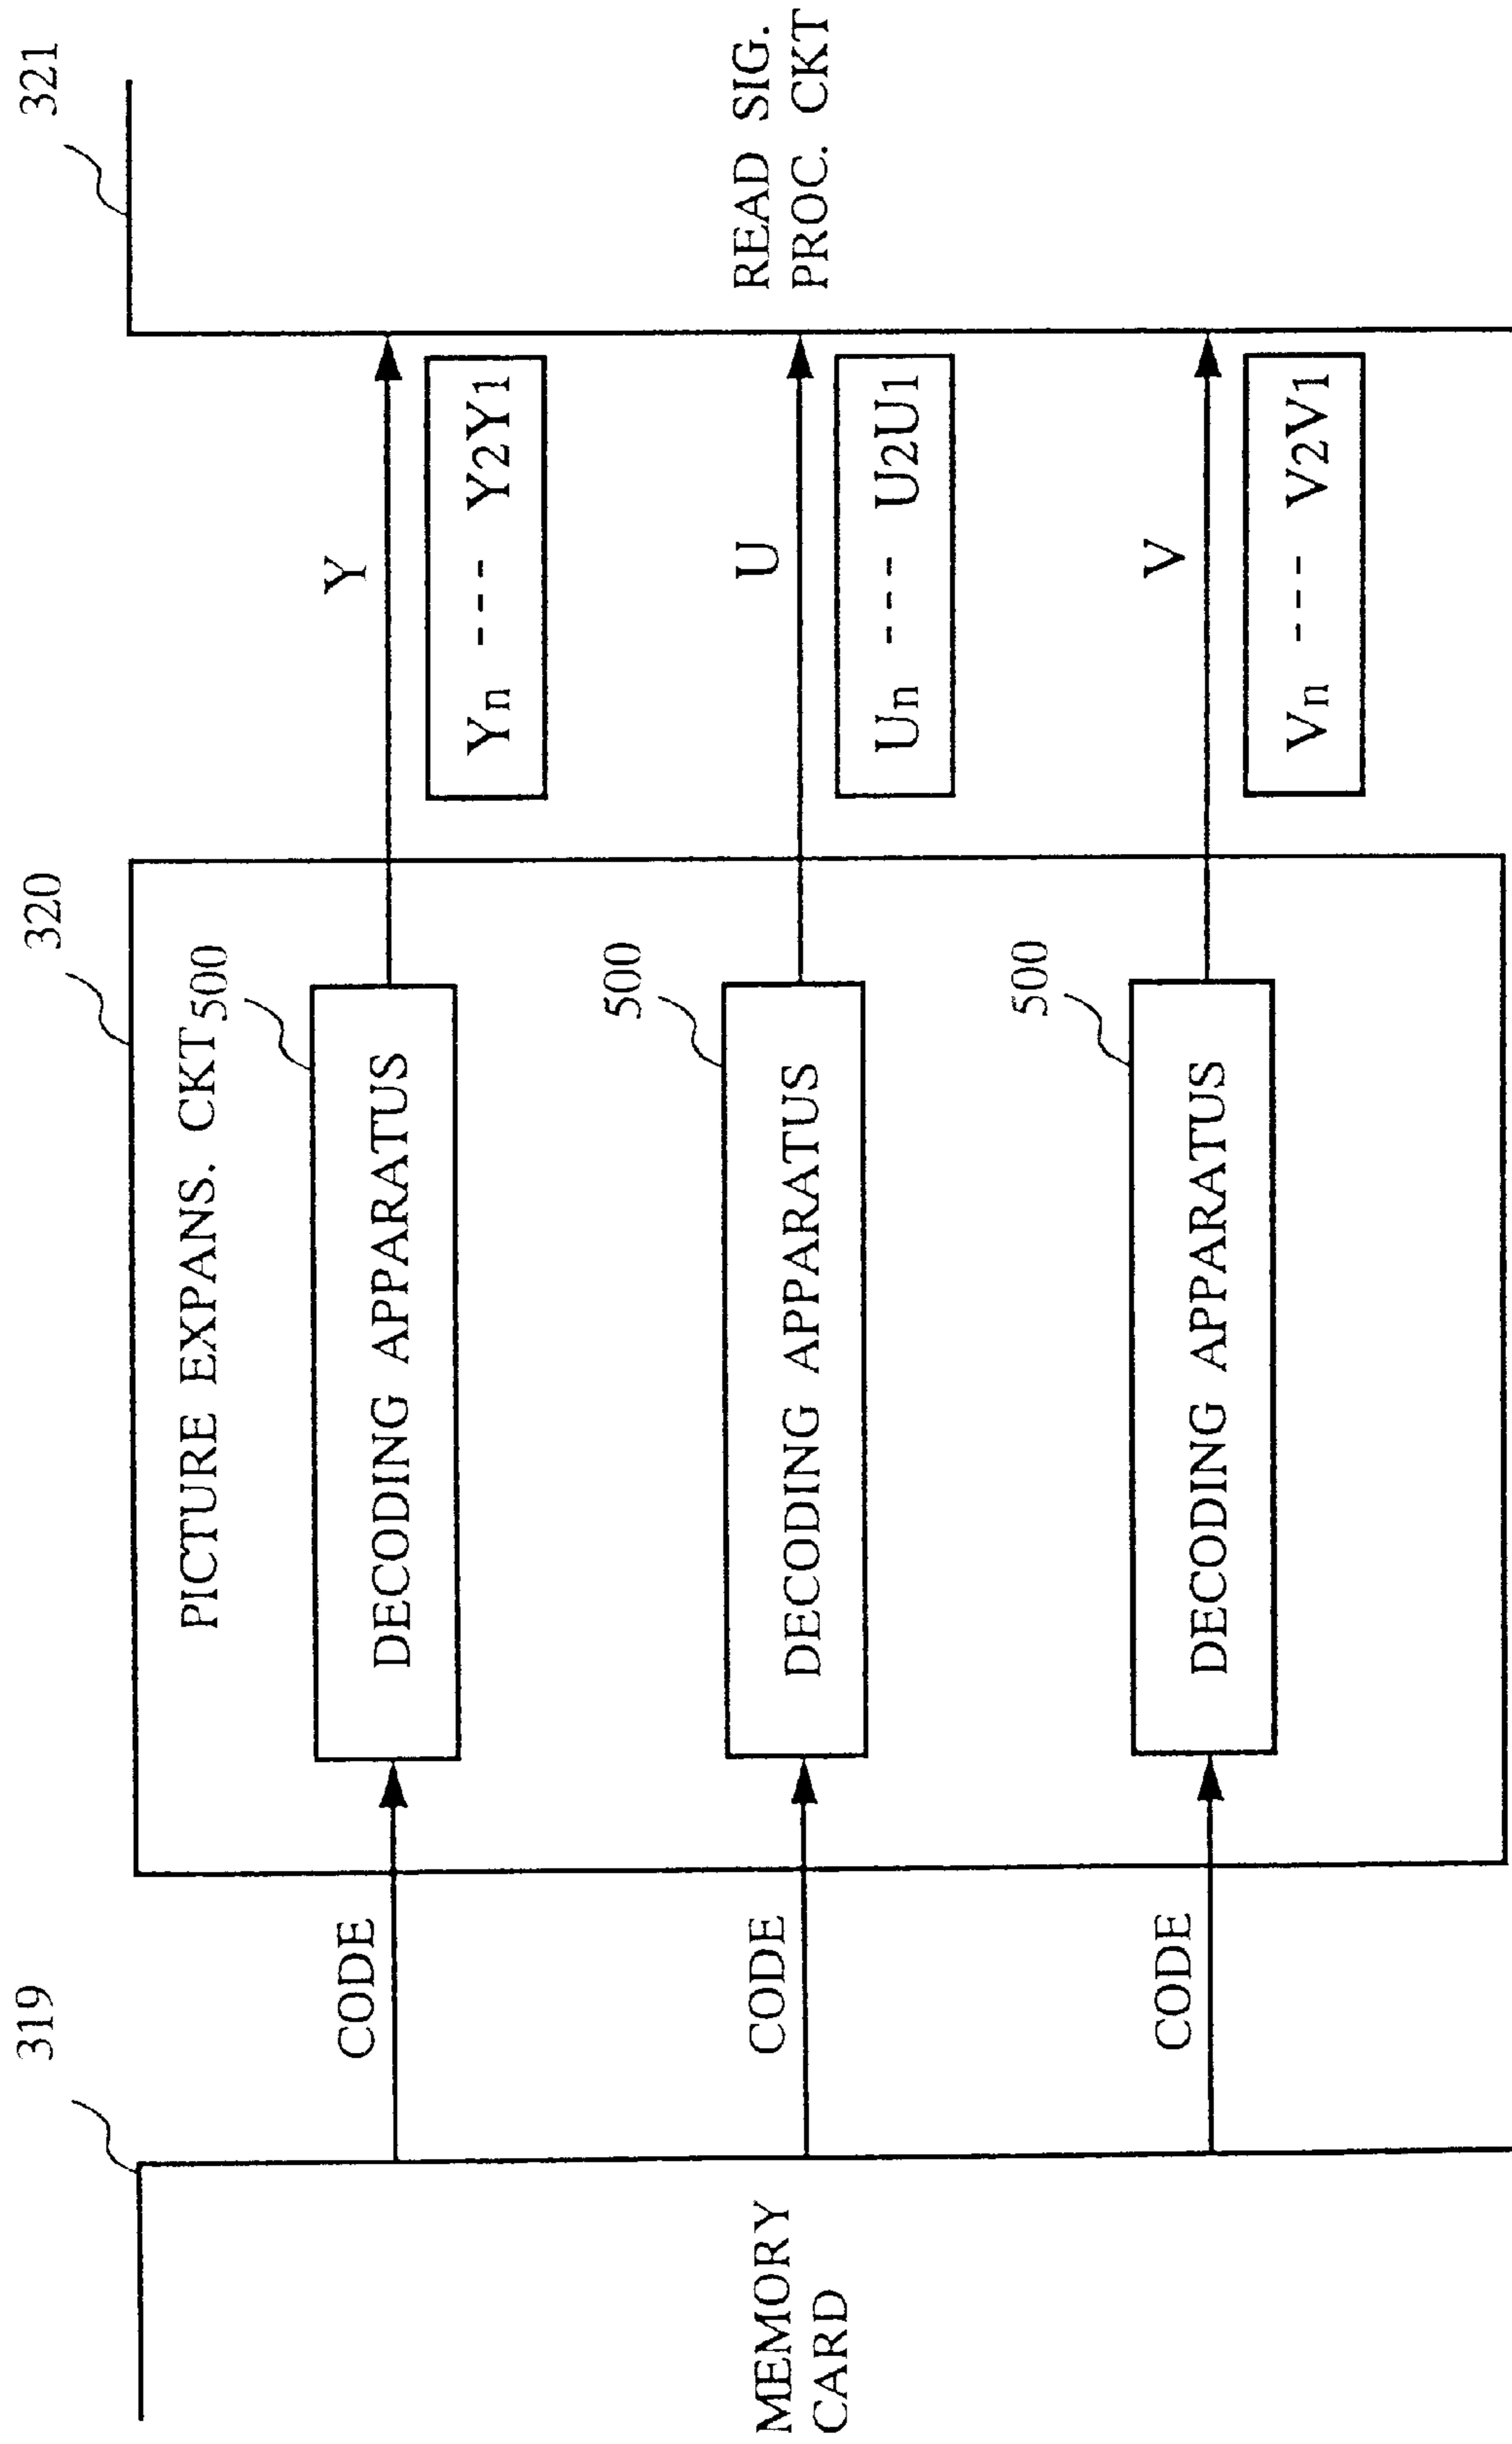 319
320
321
MEMORY
CARD
PICTURE EXPANS. CKT
READ SIG.
PROC. CKT
CODE
500
DECODING APPARATUS
Y
Yn --- Y2Y1
CODE
500
DECODING APPARATUS
U
Un --- U2U1
CODE
500
DECODING APPARATUS
V
Vn --- V2V1